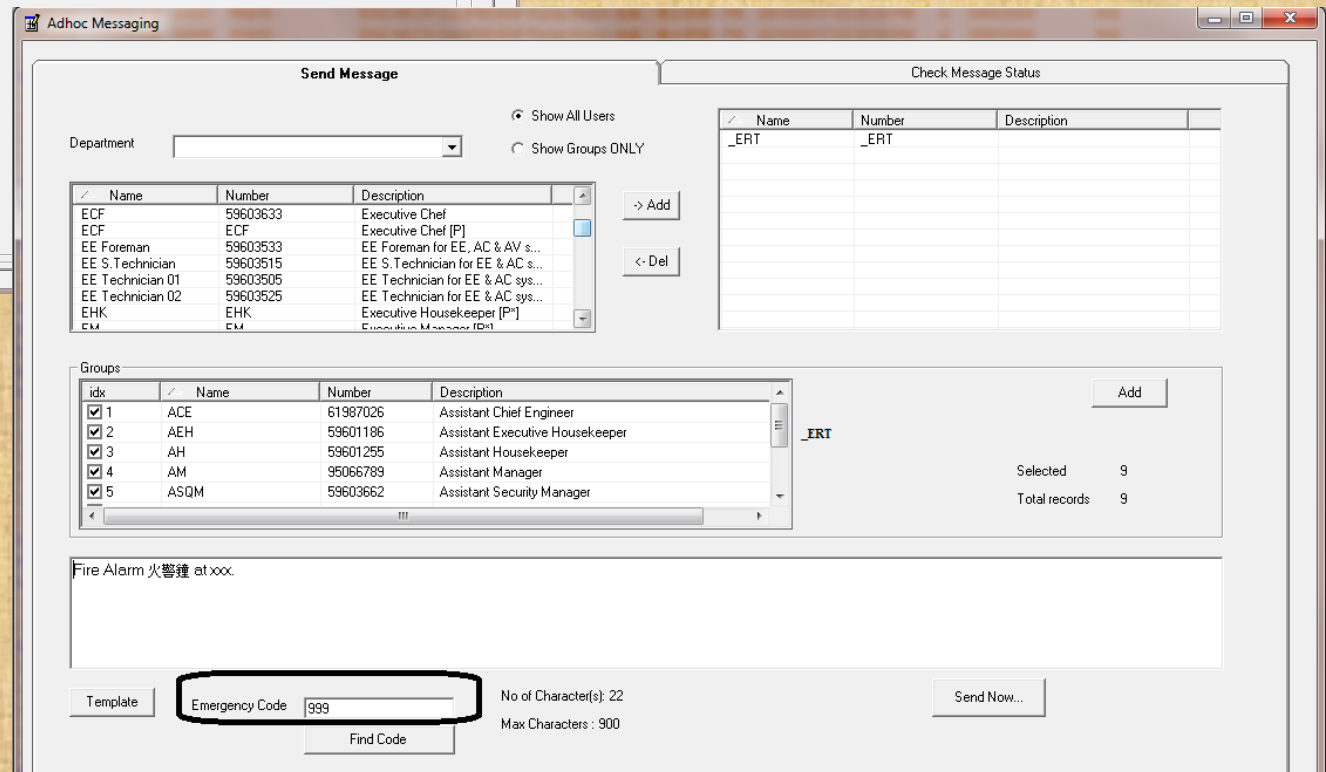 Adhoc Messaging
Send Message
Check Message Status
Show All Users
Department
Show Groups ONLY
Name Number Description
ECF 59603633 Executive Chef
ECF ECF Executive Chef [P]
EE Foreman 59603533 EE Foreman for EE, AC & AV s...
EE S.Technician 59603515 EE S.Technician for EE & AC s...
EE Technician 01 59603505 EE Technician for EE & AC sys...
EE Technician 02 59603525 EE Technician for EE & AC sys...
EHK EHK Executive Housekeeper [P*]
EM EM Executive Manager [P*]
-> Add
<- Del
Name Number Description
_ERT _ERT
Groups
idx Name Number Description
1 ACE 61987026 Assistant Chief Engineer
2 AEH 59601186 Assistant Executive Housekeeper
3 AH 59601255 Assistant Housekeeper
4 AM 95066789 Assistant Manager
5 ASQM 59603662 Assistant Security Manager
_ERT
Add
Selected 9
Total records 9
Fire Alarm 火警鐘 at xxx.
Template
Emergency Code 999
Find Code
No of Character(s): 22
Max Characters : 900
Send Now...